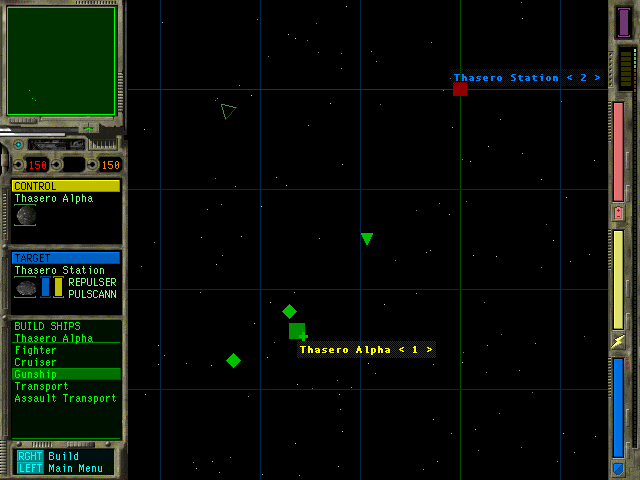 Thasero Station < 2 >
150 150
CONTROL
Thasero Alpha
TARGET
Thasero Station
REPULSER
PULSCANN
BUILD SHIPS
Thasero Alpha
Fighter
Cruiser
Gunship
Transport
Assault Transport
Thasero Alpha < 1 >
RGHT Build
LEFT Main Menu